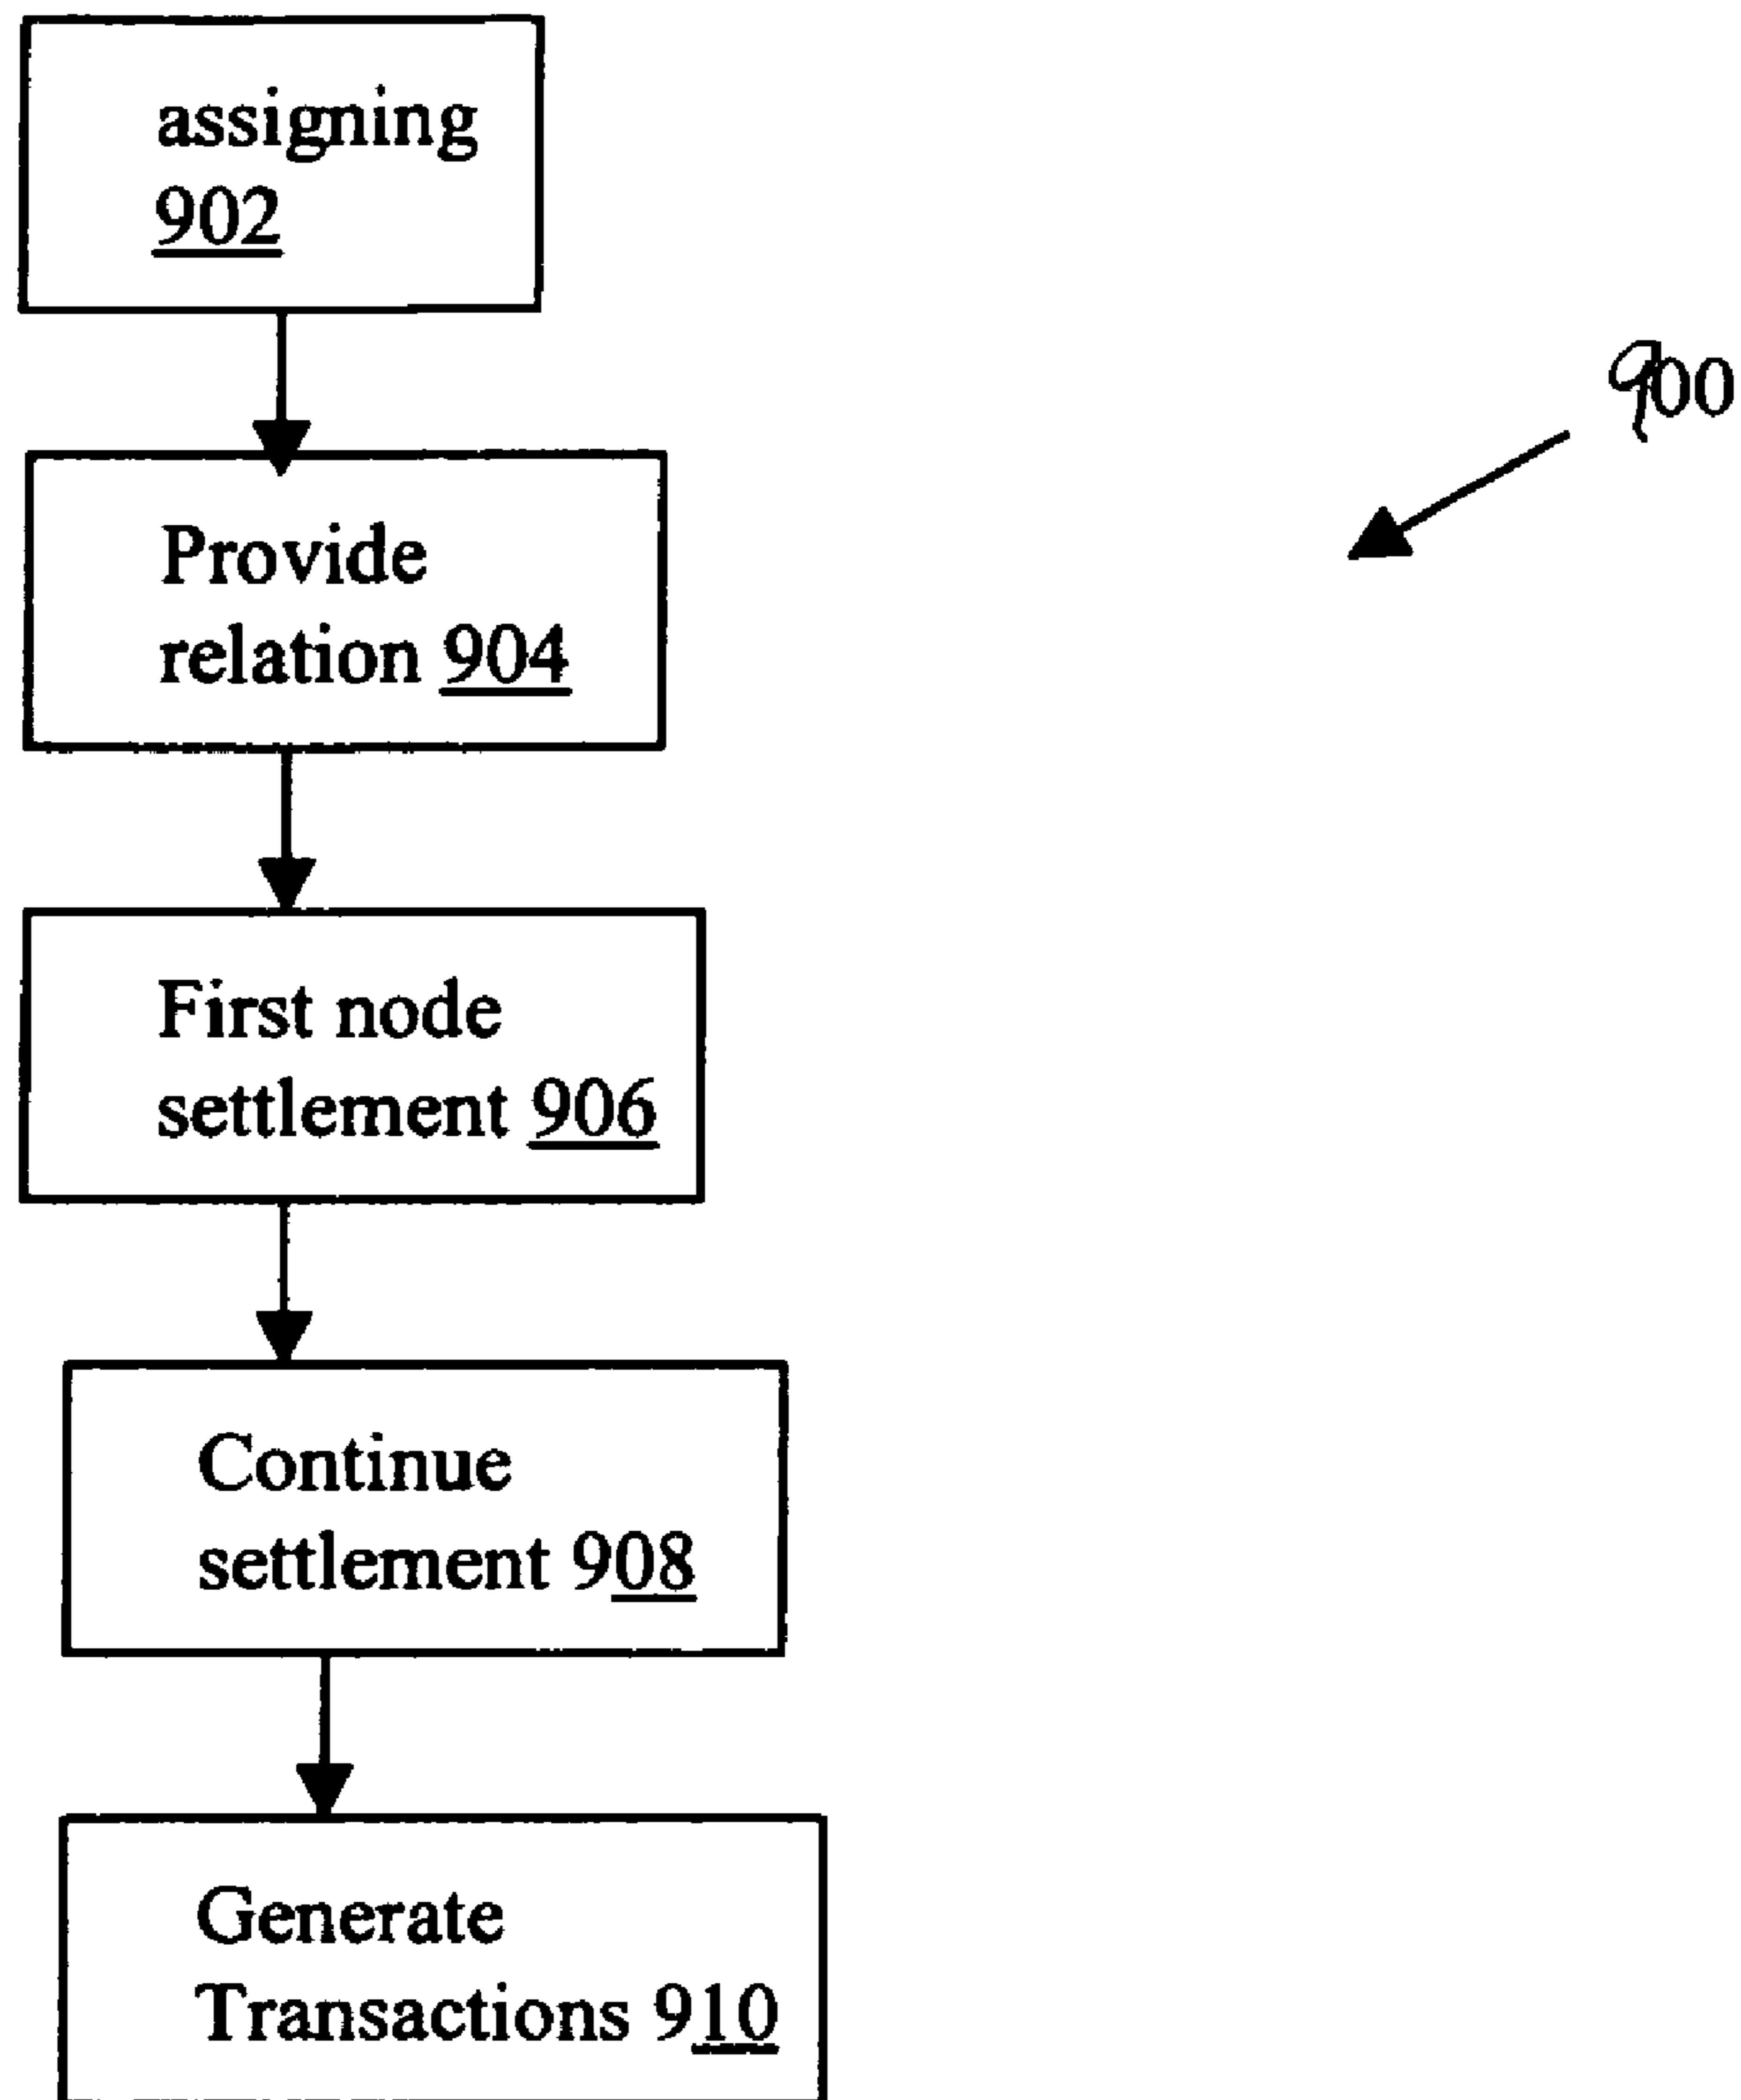 assigning
902
900
Provide
relation 904
First node
settlement 906
Continue
settlement 908
Generate
Transactions 910